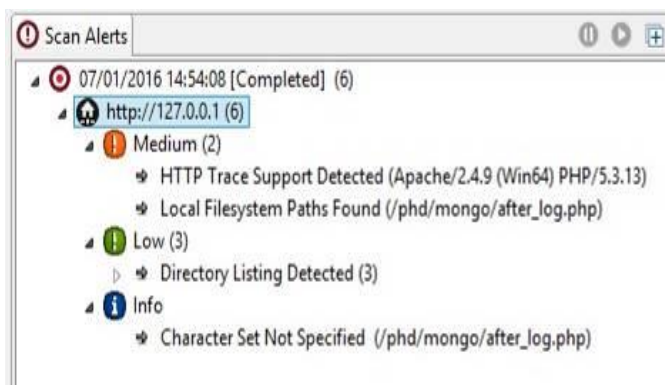 Scan Alerts
07/01/2016 14:54:08 [Completed] (6)
http://127.0.0.1 (6)
Medium (2)
HTTP Trace Support Detected (Apache/2.4.9 (Win64) PHP/5.3.13)
Local Filesystem Paths Found (/phd/mongo/after_log.php)
Low (3)
Directory Listing Detected (3)
Info
Character Set Not Specified (/phd/mongo/after_log.php)